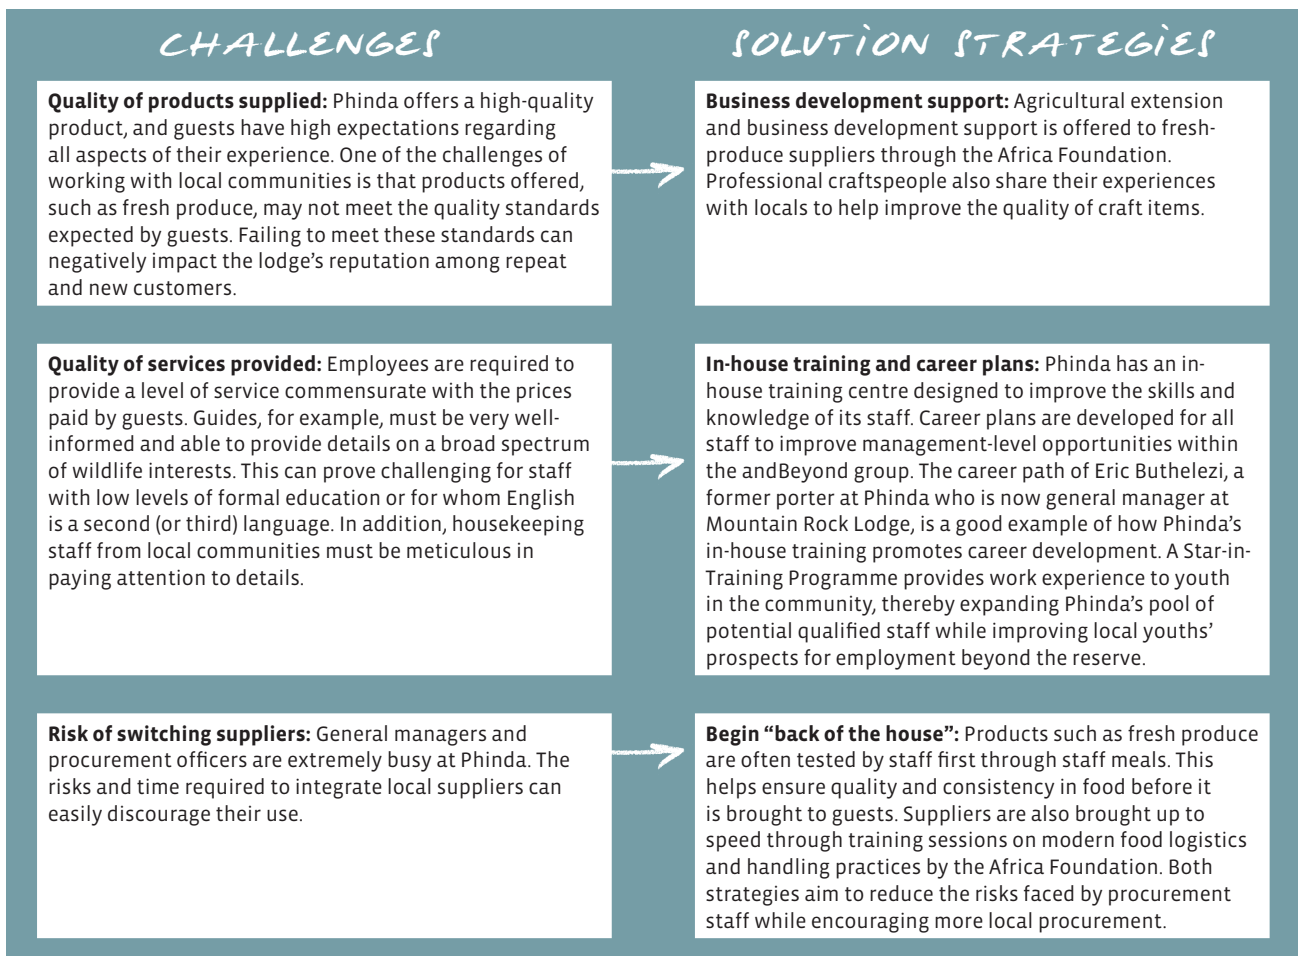 CHALLENGES
SOLUTION STRATEGIES
Quality of products supplied: Phinda offers a high-quality
product, and guests have high expectations regarding
all aspects of their experience. One of the challenges of
working with local communities is that products offered,
such as fresh produce, may not meet the quality standards
expected by guests. Failing to meet these standards can
negatively impact the lodge's reputation among repeat
and new customers.
Business development support: Agricultural extension
and business development support is offered to fresh-
produce suppliers through the Africa Foundation.
Professional craftspeople also share their experiences
with locals to help improve the quality of craft items.
Quality of services provided: Employees are required to
provide a level of service commensurate with the prices
paid by guests. Guides, for example, must be very well-
informed and able to provide details on a broad spectrum
of wildlife interests. This can prove challenging for staff
with low levels of formal education or for whom English
is a second (or third) language. In addition, housekeeping
staff from local communities must be meticulous in
paying attention to details.
In-house training and career plans: Phinda has an in-
house training centre designed to improve the skills and
knowledge of its staff. Career plans are developed for all
staff to improve management-level opportunities within
the andBeyond group. The career path of Eric Buthelezi, a
former porter at Phinda who is now general manager at
Mountain Rock Lodge, is a good example of how Phinda's
in-house training promotes career development. A Star-in-
Training Programme provides work experience to youth
in the community, thereby expanding Phinda's pool of
potential qualified staff while improving local youths'
prospects for employment beyond the reserve.
Risk of switching suppliers: General managers and
procurement officers are extremely busy at Phinda. The
risks and time required to integrate local suppliers can
easily discourage their use.
Begin "back of the house": Products such as fresh produce
are often tested by staff first through staff meals. This
helps ensure quality and consistency in food before it
is brought to guests. Suppliers are also brought up to
speed through training sessions on modern food logistics
and handling practices by the Africa Foundation. Both
strategies aim to reduce the risks faced by procurement
staff while encouraging more local procurement.